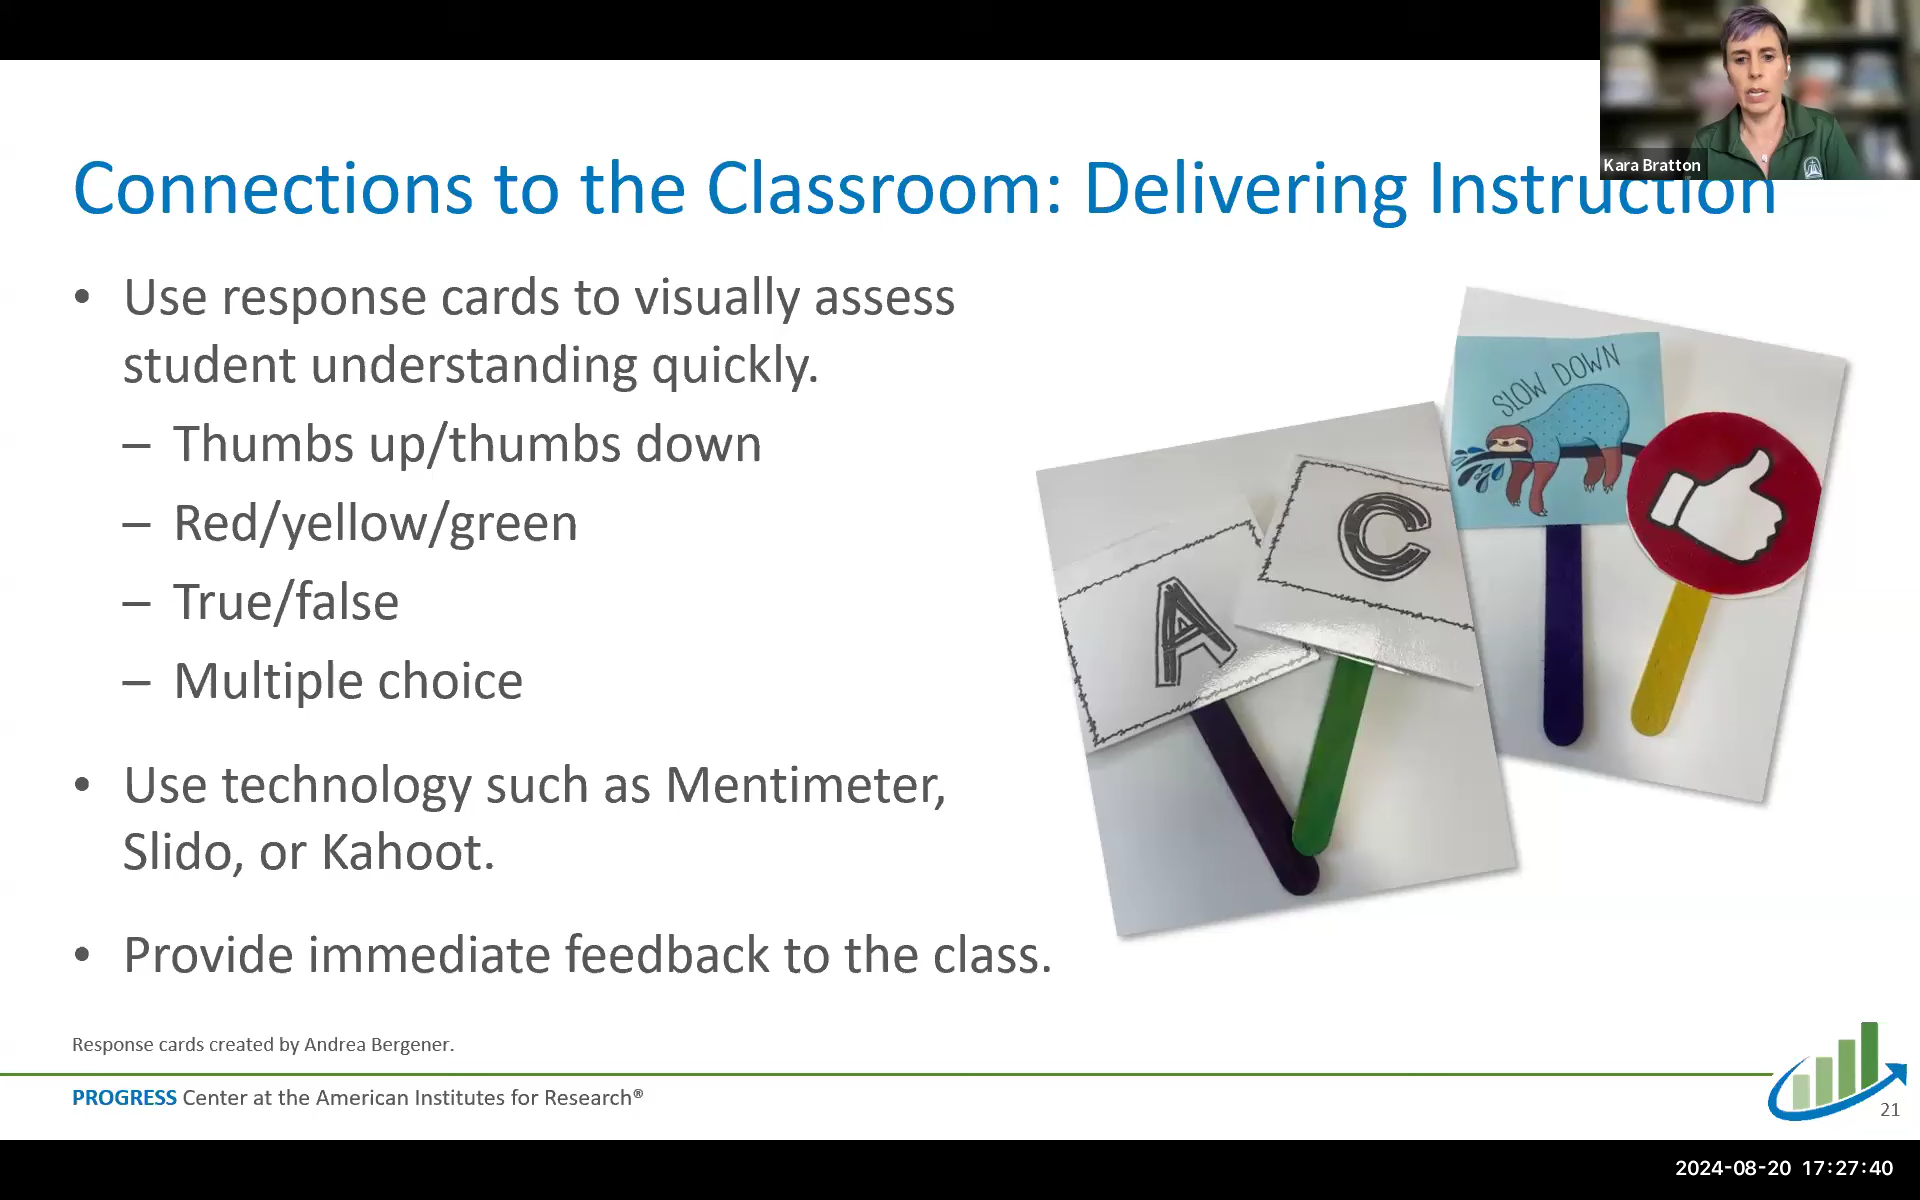 Kara Bratton
Connections to the Classroom: Delivering Instruction
• Use response cards to visually assess
student understanding quickly.
– Thumbs up/thumbs down
– Red/yellow/green
– True/false
– Multiple choice
• Use technology such as Mentimeter,
Slido, or Kahoot.
• Provide immediate feedback to the class.
SLOW DOWN
A
C
Response cards created by Andrea Bergener.
PROGRESS Center at the American Institutes for Research®
21
2024-08-20 17:27:40